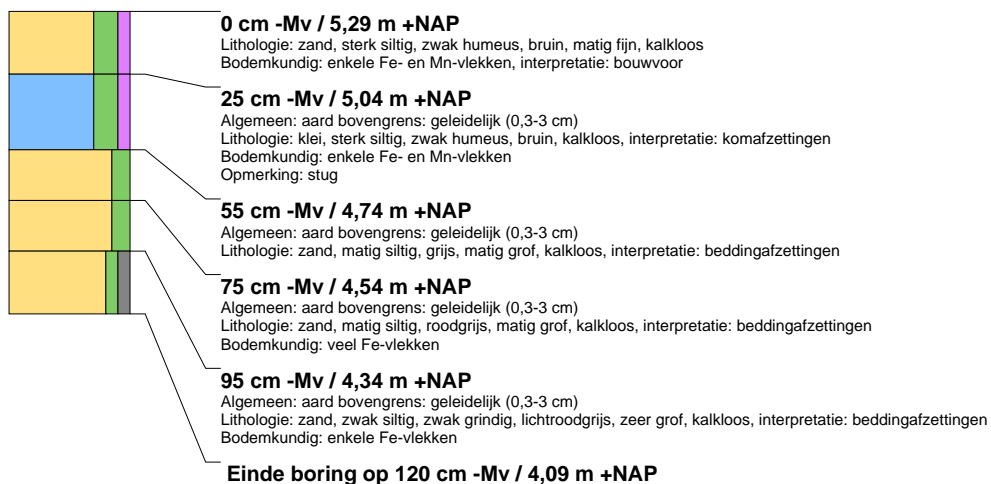 0 cm -Mv / 5,29 m +NAP
Lithologie: zand, sterk siltig, zwak humeus, bruin, matig fijn, kalkloos
Bodemkundig: enkele Fe- en Mn-vlekken, interpretatie: bouwvoor
25 cm -Mv / 5,04 m +NAP
Algemeen: aard bovengrens: geleidelijk (0,3-3 cm)
Lithologie: klei, sterk siltig, zwak humeus, bruin, kalkloos, interpretatie: komafzettingen
Bodemkundig: enkele Fe- en Mn-vlekken
Opmerking: stug
55 cm -Mv / 4,74 m +NAP
Algemeen: aard bovengrens: geleidelijk (0,3-3 cm)
Lithologie: zand, matig siltig, grijs, matig grof, kalkloos, interpretatie: beddingafzettingen
75 cm -Mv / 4,54 m +NAP
Algemeen: aard bovengrens: geleidelijk (0,3-3 cm)
Lithologie: zand, matig siltig, roodgrijs, matig grof, kalkloos, interpretatie: beddingafzettingen
Bodemkundig: veel Fe-vlekken
95 cm -Mv / 4,34 m +NAP
Algemeen: aard bovengrens: geleidelijk (0,3-3 cm)
Lithologie: zand, zwak siltig, zwak grindig, lichtroodgrijs, zeer grof, kalkloos, interpretatie: beddingafzettingen
Bodemkundig: enkele Fe-vlekken
Einde boring op 120 cm -Mv / 4,09 m +NAP